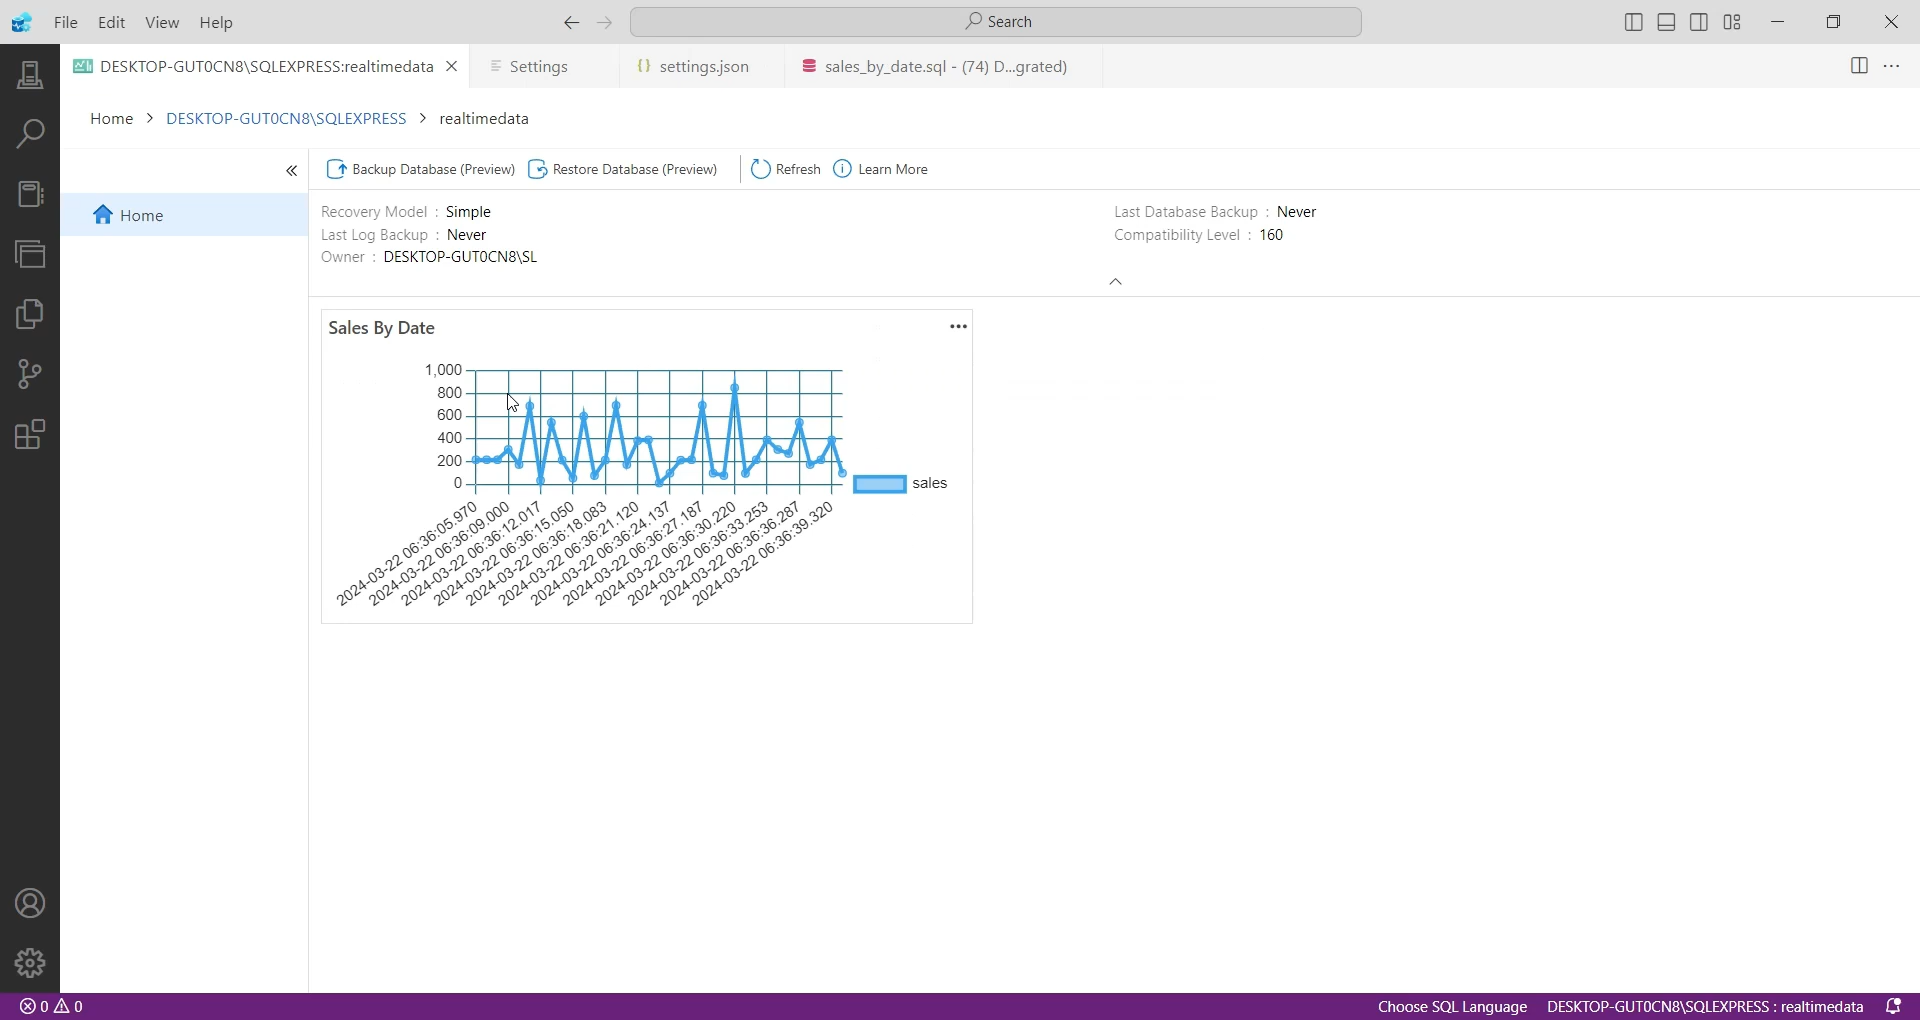 File Edit View Help
Search
DESKTOP-GUT0CN8\SQLEXPRESS:realtimedata Settings settings.json sales_by_date.sql - (74) D...grated)
Home > DESKTOP-GUT0CN8\SQLEXPRESS > realtimedata
Backup Database (Preview) Restore Database (Preview) Refresh Learn More
Home
Recovery Model : Simple
Last Database Backup : Never
Last Log Backup : Never
Compatibility Level : 160
Owner : DESKTOP-GUT0CN8\SL
Sales By Date
1,000
800
600
400
200
0
sales
2024-03-22 06:36:05.970
2024-03-22 06:36:09.000
2024-03-22 06:36:12.017
2024-03-22 06:36:15.050
2024-03-22 06:36:18.083
2024-03-22 06:36:21.120
2024-03-22 06:36:24.137
2024-03-22 06:36:27.187
2024-03-22 06:36:30.220
2024-03-22 06:36:33.253
2024-03-22 06:36:36.287
2024-03-22 06:36:39.320
0 0
Choose SQL Language DESKTOP-GUT0CN8\SQLEXPRESS : realtimedata